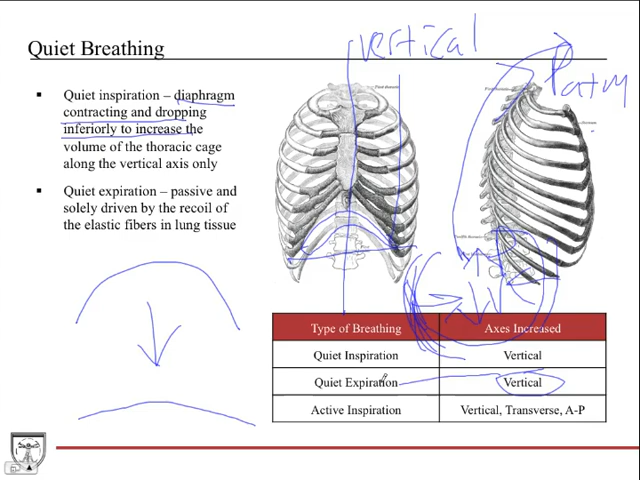 Quiet Breathing
vertical
Patm
Quiet inspiration – diaphragm
contracting and dropping
inferiorly to increase the
volume of the thoracic cage
along the vertical axis only
Quiet expiration – passive and
solely driven by the recoil of
the elastic fibers in lung tissue
Type of Breathing Axes Increased
Quiet Inspiration Vertical
Quiet Expiration Vertical
Active Inspiration Vertical, Transverse, A-P